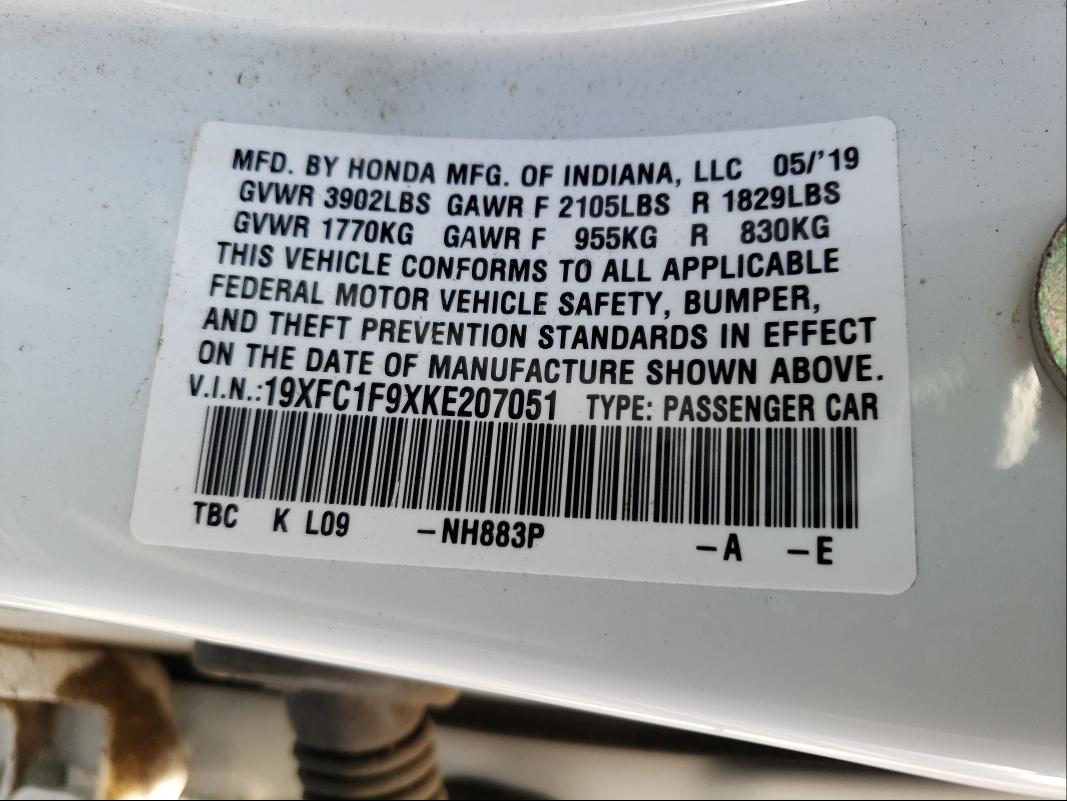 MFD. BY HONDA MFG. OF INDIANA, LLC 05/'19
GVWR 3902LBS GAWR F 2105LBS R 1829LBS
GVWR 1770KG GAWR F 955KG R 830KG
THIS VEHICLE CONFORMS TO ALL APPLICABLE
FEDERAL MOTOR VEHICLE SAFETY, BUMPER,
AND THEFT PREVENTION STANDARDS IN EFFECT
ON THE DATE OF MANUFACTURE SHOWN ABOVE.
V.I.N.:19XFC1F9XKE207051 TYPE: PASSENGER CAR
TBC K L09 -NH883P -A -E